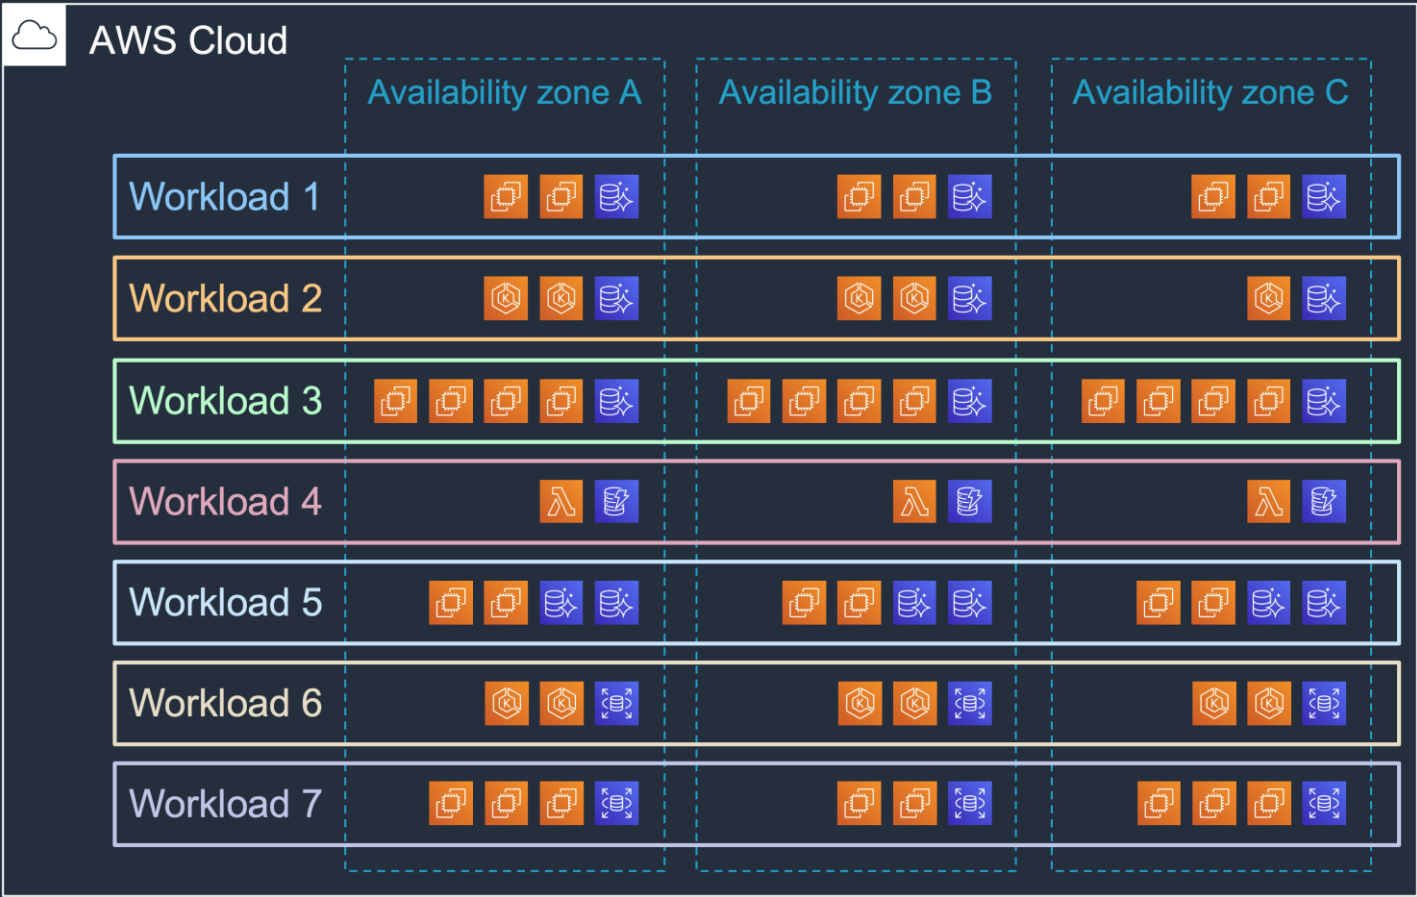 AWS Cloud
Availability zone A
Availability zone B
Availability zone C
Workload 1
Workload 2
K
K
K
K
K
Workload 3
Workload 4
λ
λ
λ
Workload 5
Workload 6
K
K
K
K
K
K
Workload 7